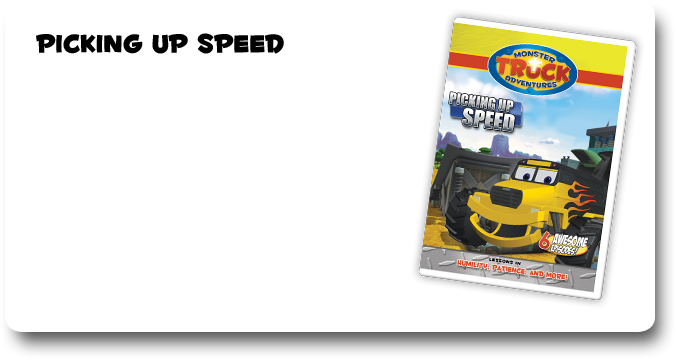 PICKING UP SPEED
MONSTER
TRUCK
ADVENTURES
PICKING UP
SPEED
6 AWESOME
EPISODES!
LESSONS IN
HUMILITY, PATIENCE, AND MORE!